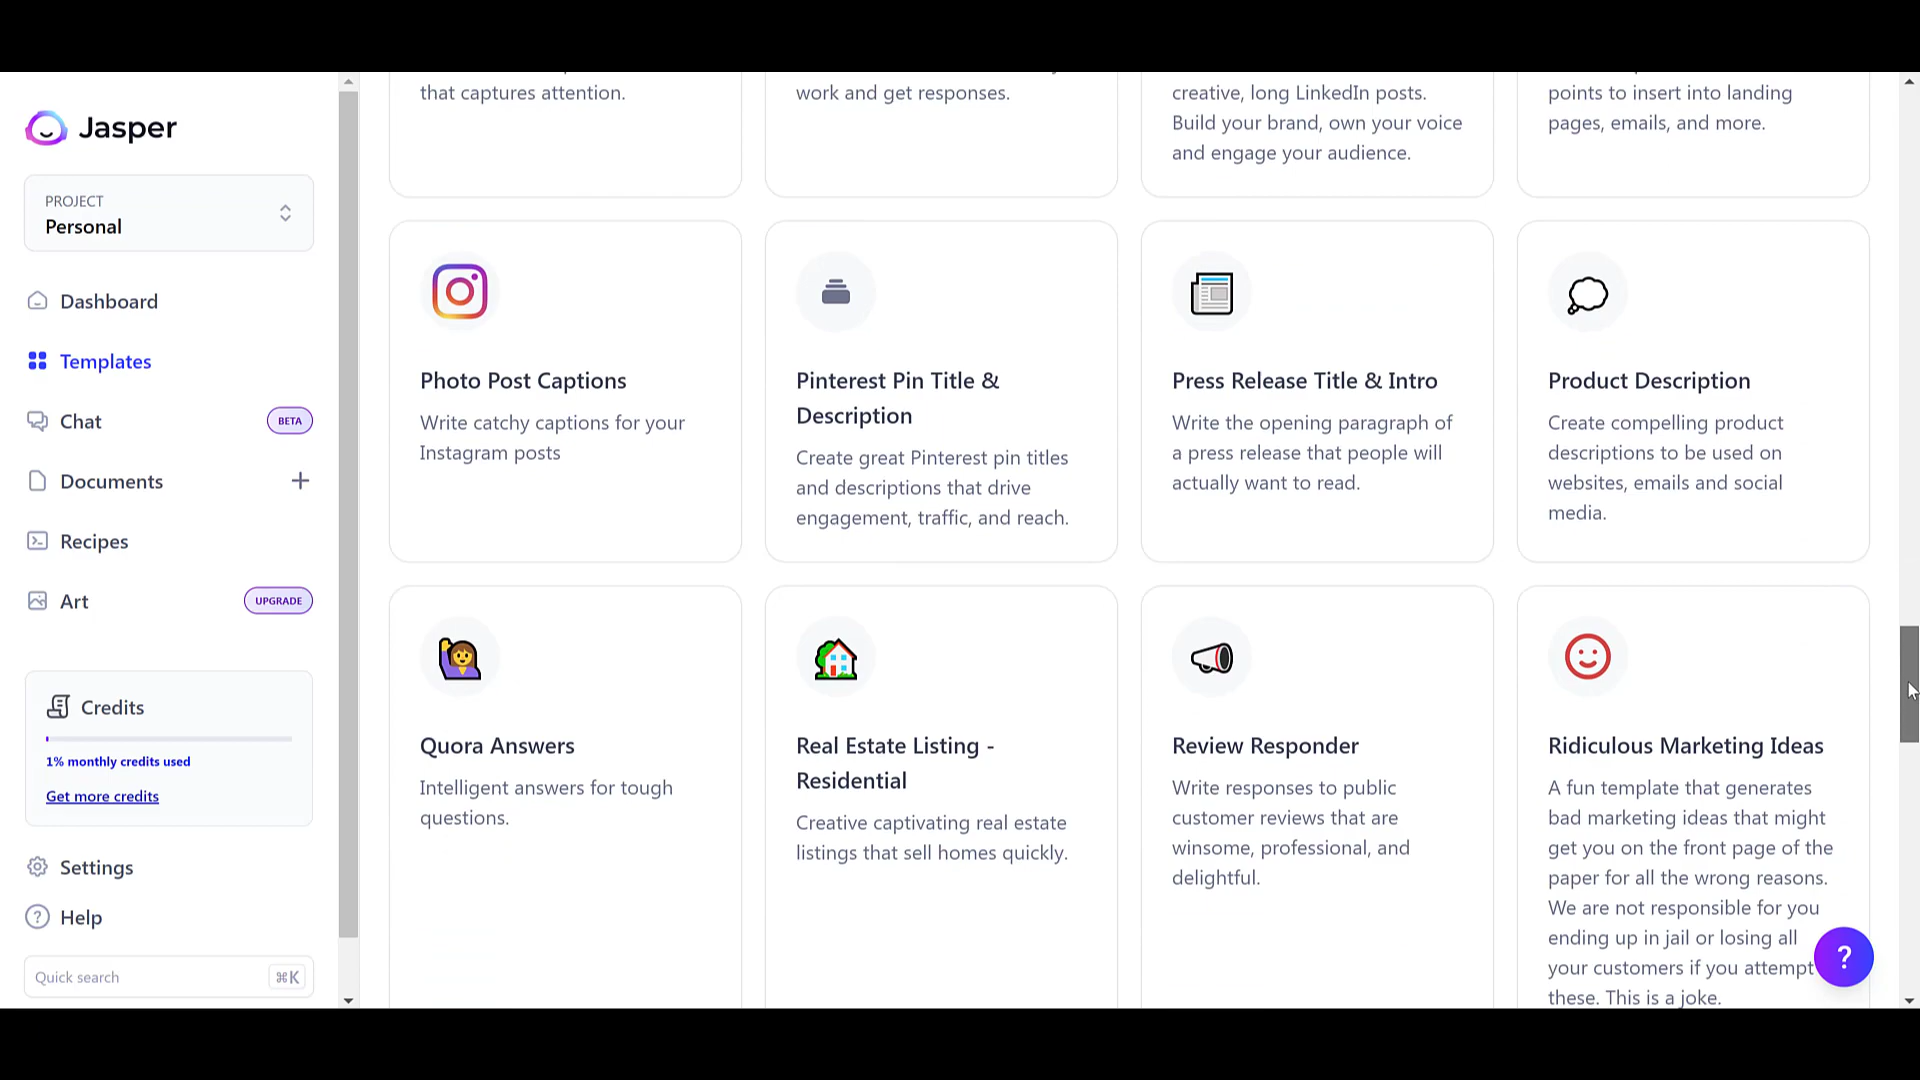 Jasper
PROJECT
Personal
Dashboard
Templates
Chat
BETA
Documents
Recipes
Art
UPGRADE
Credits
1% monthly credits used
Get more credits
Settings
Help
Quick search
⌘K
that captures attention.
work and get responses.
creative, long LinkedIn posts.
Build your brand, own your voice
and engage your audience.
points to insert into landing
pages, emails, and more.
Photo Post Captions
Write catchy captions for your
Instagram posts
Pinterest Pin Title &
Description
Create great Pinterest pin titles
and descriptions that drive
engagement, traffic, and reach.
Press Release Title & Intro
Write the opening paragraph of
a press release that people will
actually want to read.
Product Description
Create compelling product
descriptions to be used on
websites, emails and social
media.
Quora Answers
Intelligent answers for tough
questions.
Real Estate Listing -
Residential
Creative captivating real estate
listings that sell homes quickly.
Review Responder
Write responses to public
customer reviews that are
winsome, professional, and
delightful.
Ridiculous Marketing Ideas
A fun template that generates
bad marketing ideas that might
get you on the front page of the
paper for all the wrong reasons.
We are not responsible for you
ending up in jail or losing all
your customers if you attempt
these. This is a joke.
?